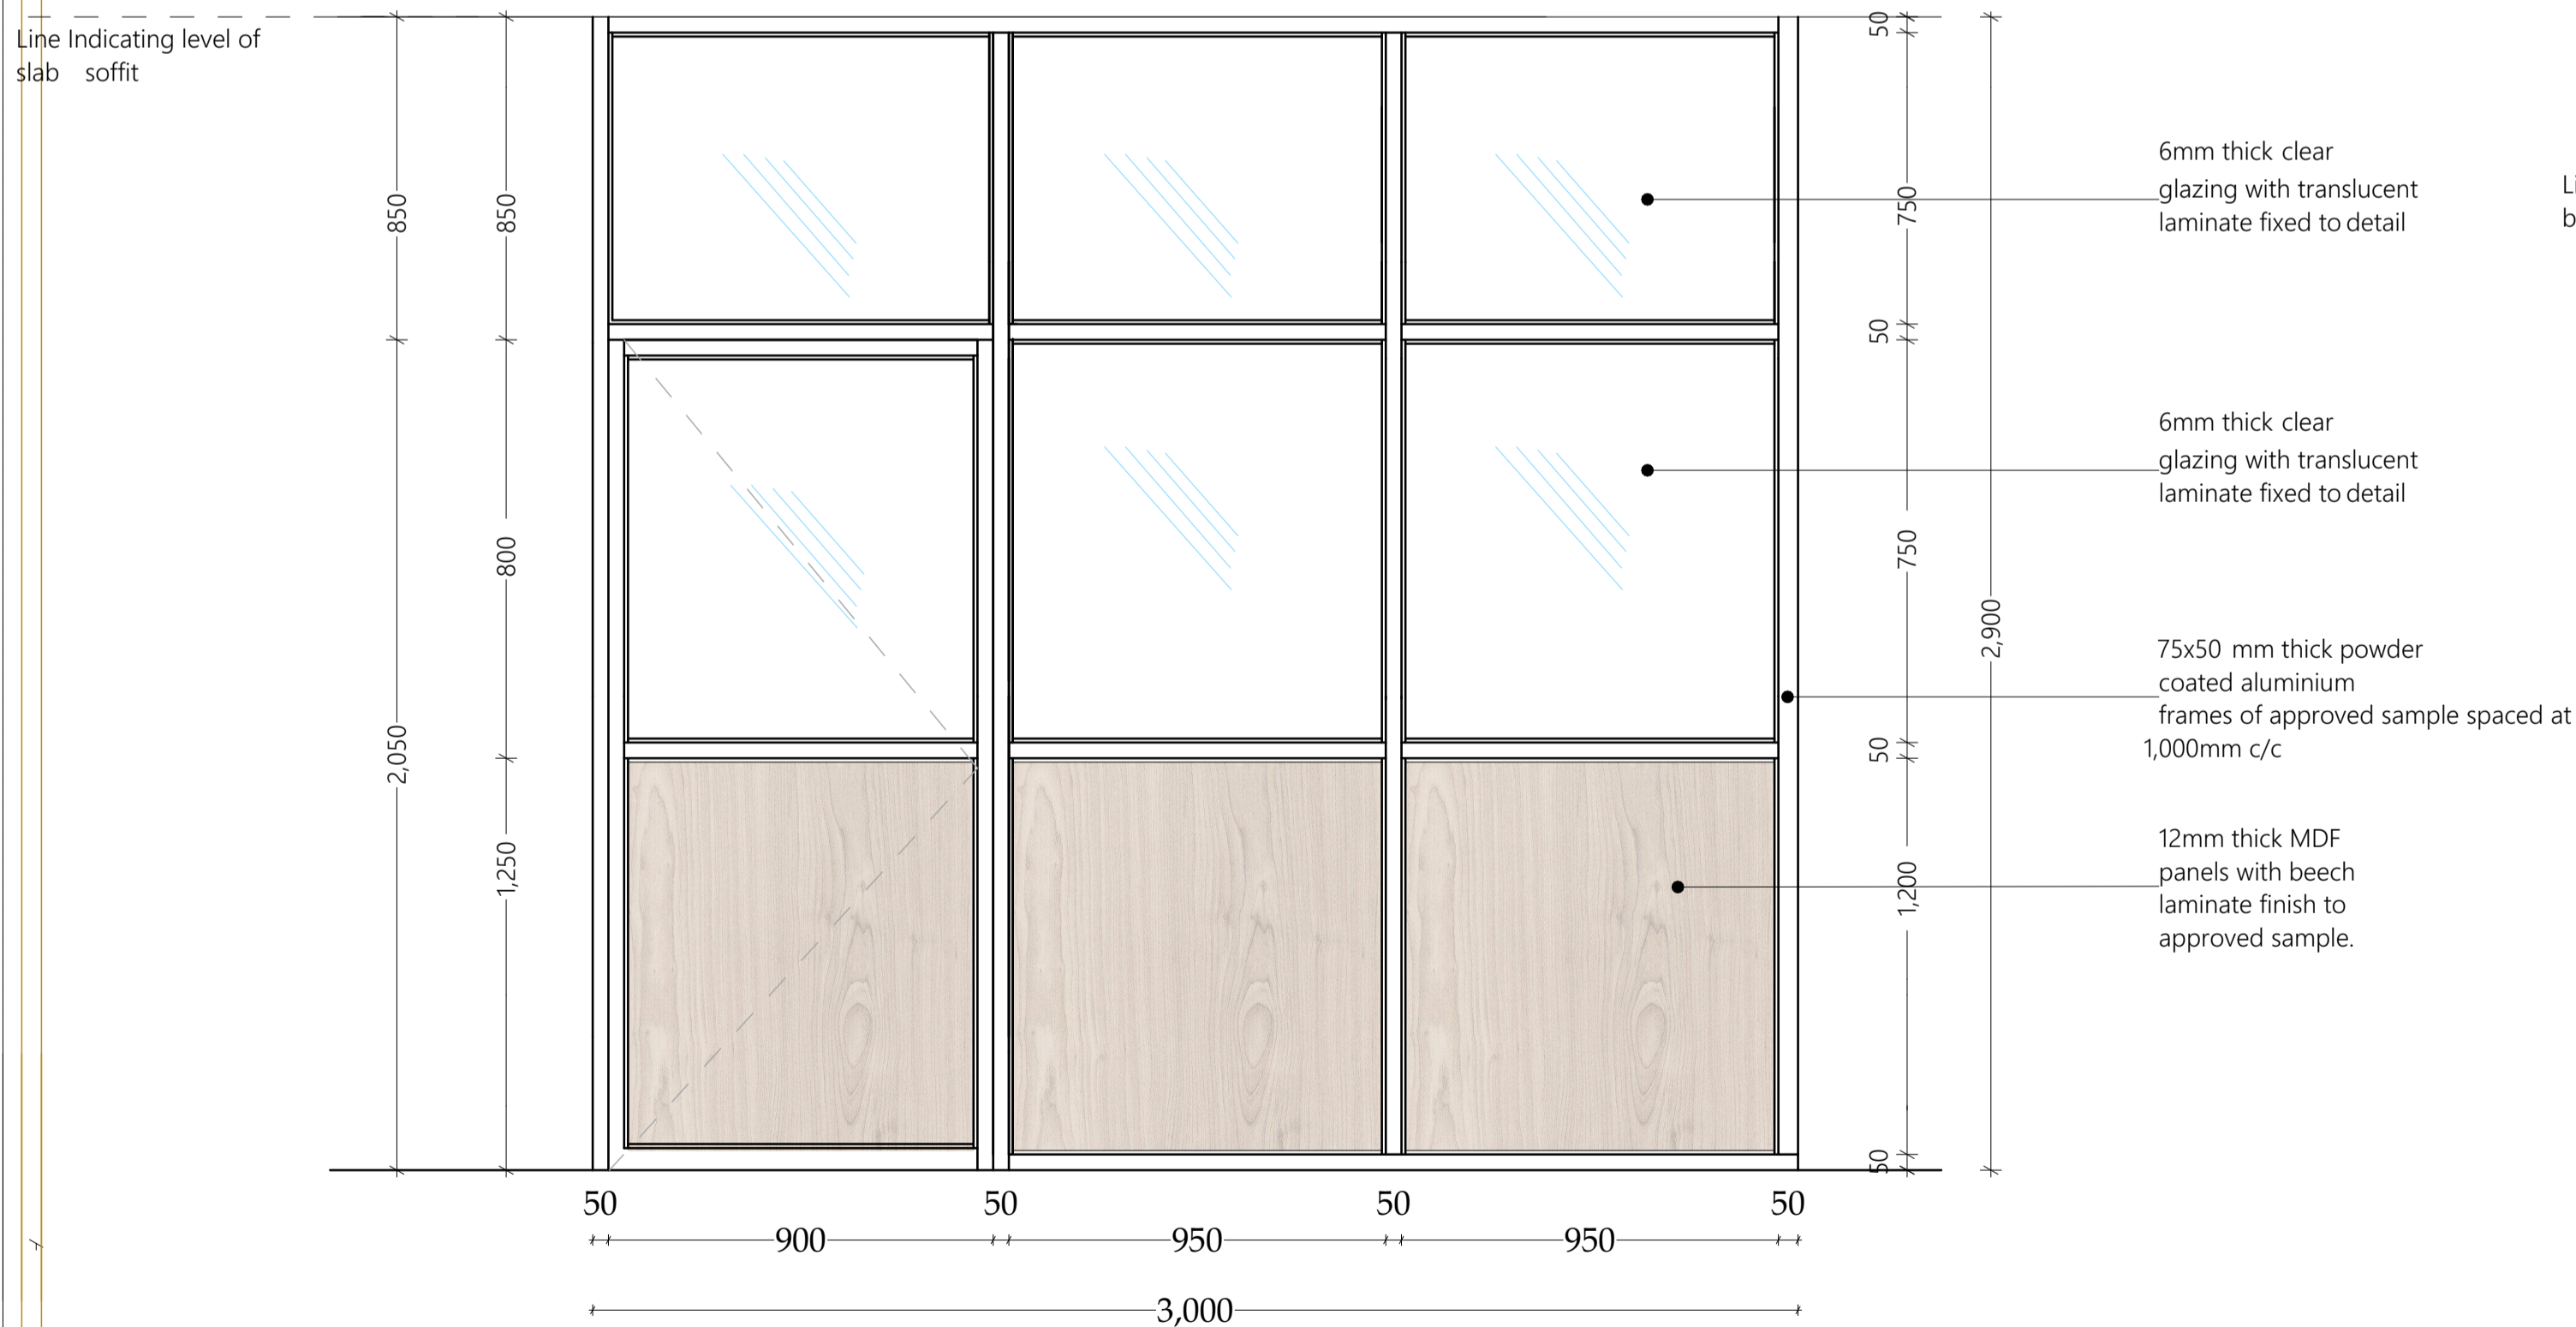 Line Indicating level of
slab soffit
850
2,050
850
800
1,250
50
750
50
750
50
1,200
50
2,900
6mm thick clear
glazing with translucent
laminate fixed to detail
6mm thick clear
glazing with translucent
laminate fixed to detail
75x50 mm thick powder
coated aluminium
frames of approved sample spaced at
1,000mm c/c
12mm thick MDF
panels with beech
laminate finish to
approved sample.
50 50 50 50
900 950 950
3,000